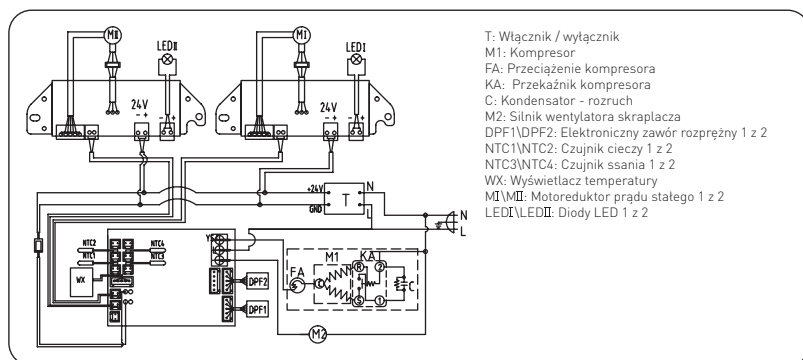 MⅡ
LEDⅡ
24V
- +
- +
MⅠ
LEDⅠ
24V
- +
- +
+24V
GND
T
N
L
N
L
NTC2
NTC4
NTC1
NTC3
WX
YS
L
DPF2
DPF1
FA
M1
C
KA1
R
2
S
1
C
M2
T: Włącznik / wyłącznik
M1: Kompresor
FA: Przeciążenie kompresora
KA: Przekaźnik kompresora
C: Kondensator - rozruch
M2: Silnik wentylatora skraplacza
DPF1\DPF2: Elektroniczny zawór rozprężny 1 z 2
NTC1\NTC2: Czujnik cieczy 1 z 2
NTC3\NTC4: Czujnik ssania 1 z 2
WX: Wyświetlacz temperatury
MⅠ\MⅡ: Motoreduktor prądu stałego 1 z 2
LEDⅠ\LEDⅡ: Diody LED 1 z 2